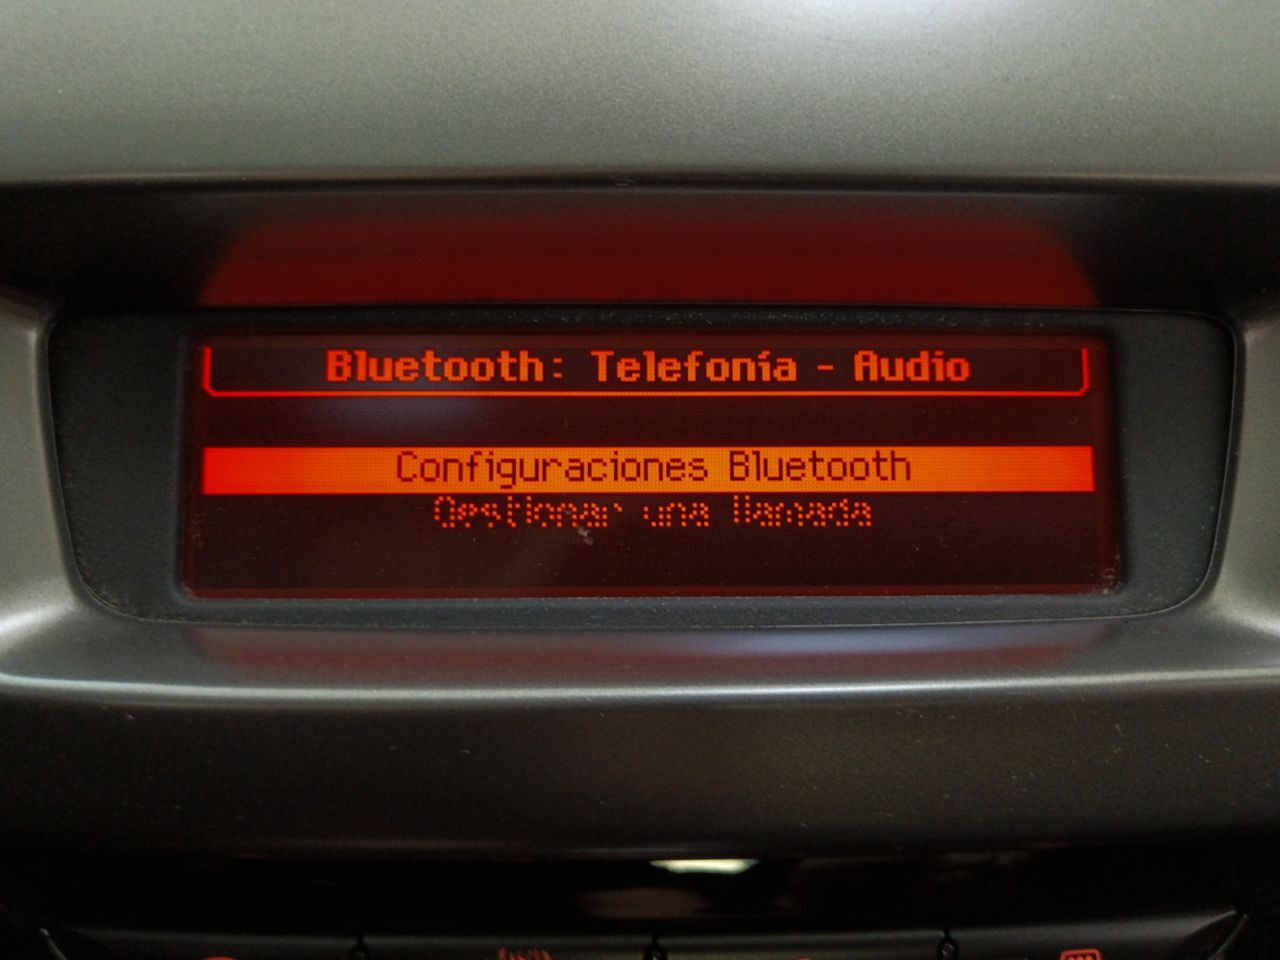 Bluetooth: Telefonía - Audio
Configuraciones Bluetooth
Gestionar una llamada